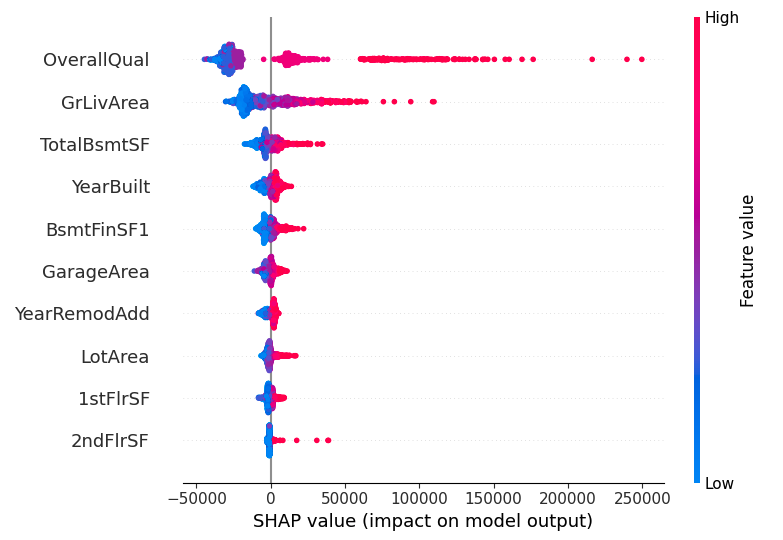 High
OverallQual
GrLivArea
TotalBsmtSF
YearBuilt
BsmtFinSF1
GarageArea
YearRemodAdd
LotArea
1stFlrSF
2ndFlrSF
Feature value
Low
−50000 0 50000 100000 150000 200000 250000
SHAP value (impact on model output)